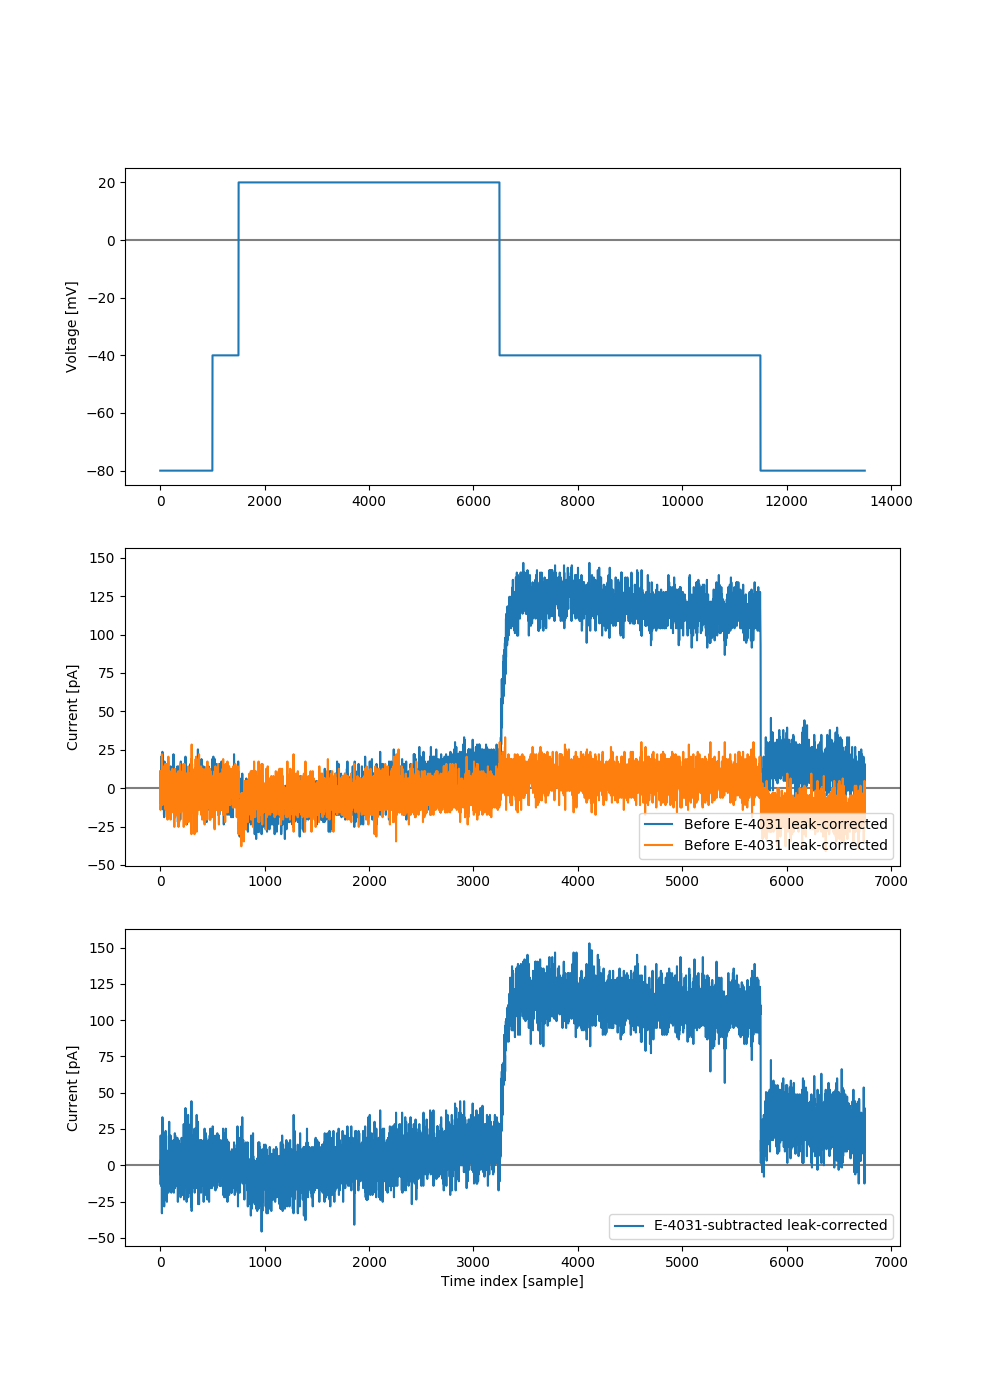 20
0
−20
−40
−60
−80
Voltage [mV]
0 2000 4000 6000 8000 10000 12000 14000
150
125
100
75
50
25
0
−25
−50
Current [pA]
Before E-4031 leak-corrected
Before E-4031 leak-corrected
0 1000 2000 3000 4000 5000 6000 7000
150
125
100
75
50
25
0
−25
−50
Current [pA]
E-4031-subtracted leak-corrected
0 1000 2000 3000 4000 5000 6000 7000
Time index [sample]